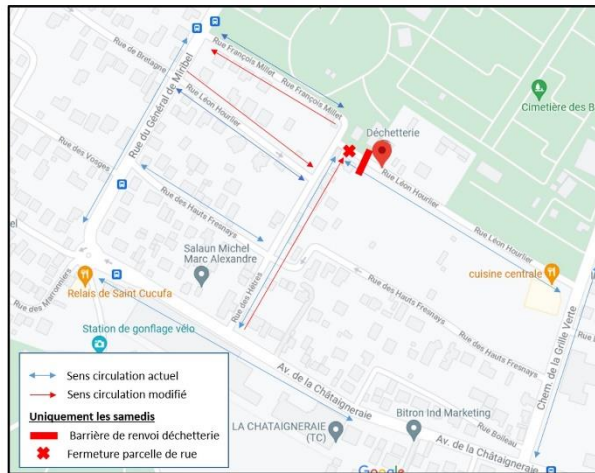 Rue de Bretagne
Rue François Millet
Rue François Millet
Rue du Général de Miribel
Rue Léon Hourlier
Cimetière des B
Déchetterie
Rue des Vosges
Rue Léon Hourlier
Rue Léon Hourlier
Rue des Hauts Fresnays
Salaun Michel
Marc Alexandre
cuisine centrale
Rue des Marronniers
Relais de Saint Cucufa
Rue des Hêtres
Rue des Hauts Fresnays
Station de gonflage vélo
Rue des Hauts Fresnays
Chem. de la Grille Verte
Av. de la Châtaigneraie
Bitron Ind Marketing
Rue Boileau
LA CHATAIGNERAIE
(TC)
Av. de la Châtaigneraie
Google
Sens circulation actuel
Sens circulation modifié
Uniquement les samedis
Barrière de renvoi déchetterie
Fermeture parcelle de rue